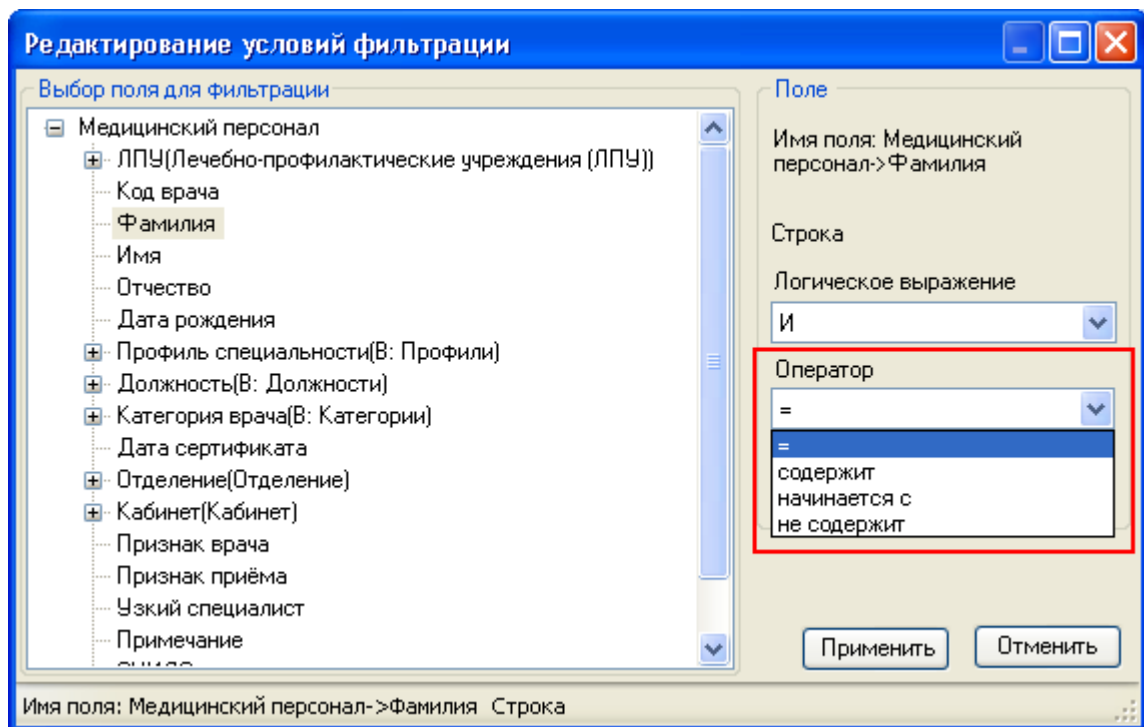 Редактирование условий фильтрации
Выбор поля для фильтрации
Медицинский персонал
ЛПУ(Лечебно-профилактические учреждения (ЛПУ))
Код врача
Фамилия
Имя
Отчество
Дата рождения
Профиль специальности(В: Профили)
Должность(В: Должности)
Категория врача(В: Категории)
Дата сертификата
Отделение(Отделение)
Кабинет(Кабинет)
Признак врача
Признак приёма
Узкий специалист
Примечание
Поле
Имя поля: Медицинский
персонал->Фамилия
Строка
Логическое выражение
И
Оператор
=
=
содержит
начинается с
не содержит
Применить
Отменить
Имя поля: Медицинский персонал->Фамилия Строка